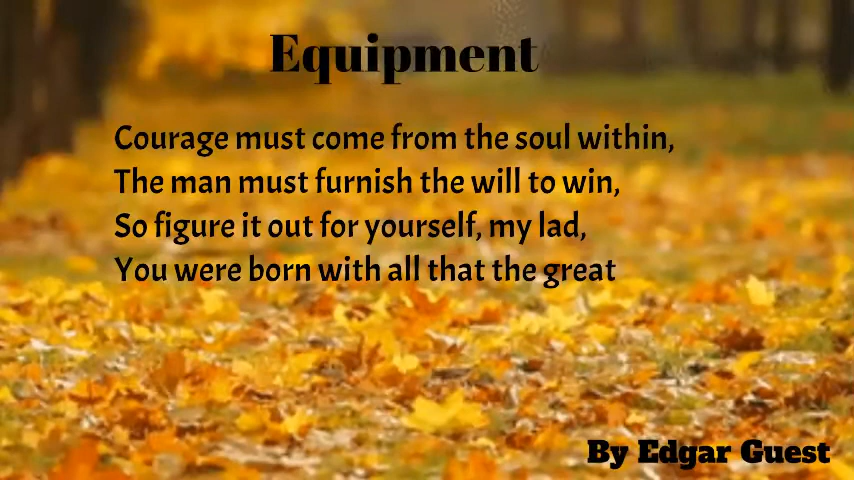 Equipment
Courage must come from the soul within,
The man must furnish the will to win,
So figure it out for yourself, my lad,
You were born with all that the great
By Edgar Guest